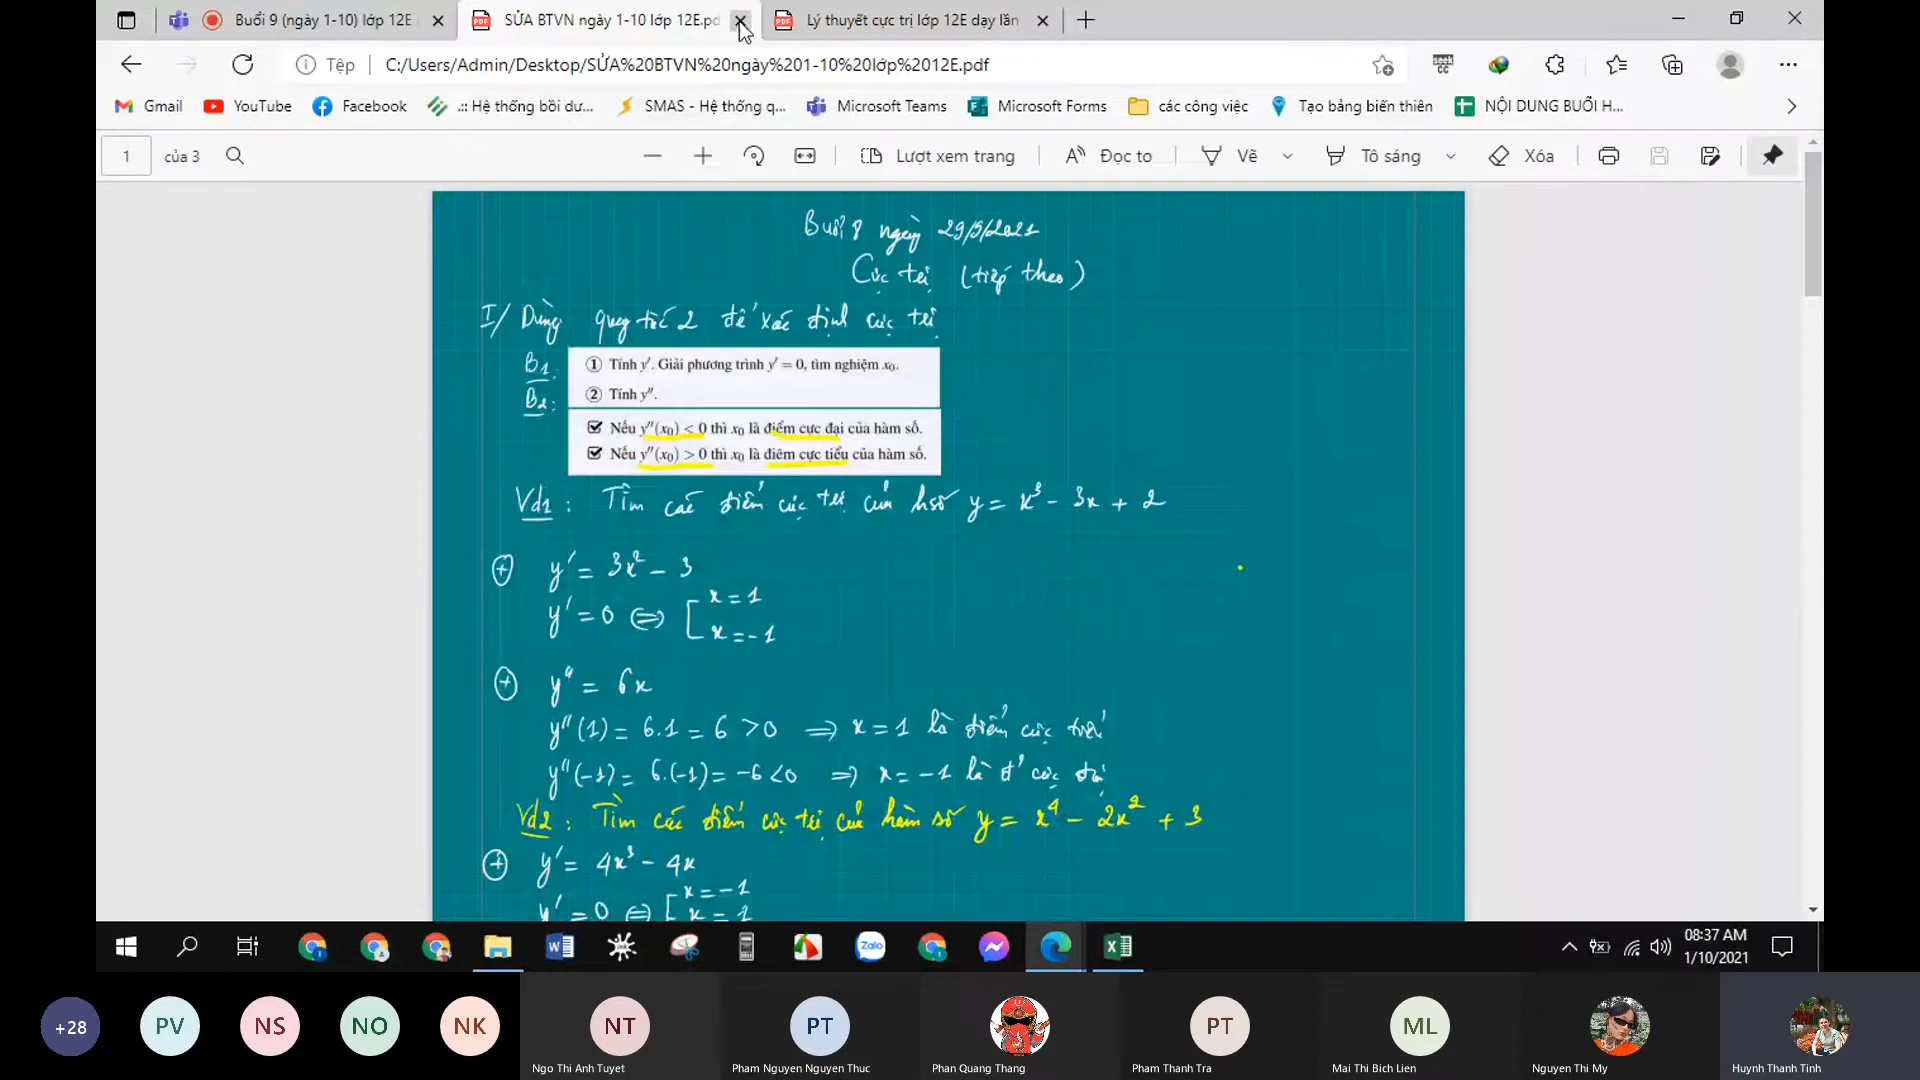 Buổi 9 (ngày 1-10) lớp 12E
SỬA BTVN ngày 1-10 lớp 12E.pd
Lý thuyết cực trị lớp 12E dạy lần
Tệp
C:/Users/Admin/Desktop/SỬA%20BTVN%20ngày%201-10%20lớp%2012E.pdf
Gmail
YouTube
Facebook
.:: Hệ thống bồi dư...
SMAS - Hệ thống q...
Microsoft Teams
Microsoft Forms
các công việc
Tạo bảng biến thiên
NỘI DUNG BUỔI H...
1
của 3
Lượt xem trang
Đọc to
Vẽ
Tô sáng
Xóa
Buổi 8 ngày 29/9/2021
Cực trị (tiếp theo)
I/ Dùng quy tắc 2 để xác định cực trị
B1:
① Tính y'. Giải phương trình y' = 0, tìm nghiệm x₀.
B2:
② Tính y''.
Nếu y''(x₀) < 0 thì x₀ là điểm cực đại của hàm số.
Nếu y''(x₀) > 0 thì x₀ là điểm cực tiểu của hàm số.
Vd1: Tìm các điểm cực trị của hsố y = x³ - 3x + 2
+ y' = 3x² - 3
y' = 0 ⇔ [ x = 1
x = -1
+ y'' = 6x
y''(1) = 6.1 = 6 > 0 ⇒ x = 1 là điểm cực tiểu
y''(-1) = 6.(-1) = -6 < 0 ⇒ x = -1 là đ' cực đại
Vd2: Tìm các điểm cực trị của hàm số y = x⁴ - 2x² + 3
+ y' = 4x³ - 4x
y' = 0 ⇔ [ x = -1
x = 1
Zalo
08:37 AM
1/10/2021
+28
PV
NS
NO
NK
NT
PT
PT
ML
Ngo Thi Anh Tuyet
Pham Nguyen Nguyen Thuc
Phan Quang Thang
Pham Thanh Tra
Mai Thi Bich Lien
Nguyen Thi My
Huynh Thanh Tinh